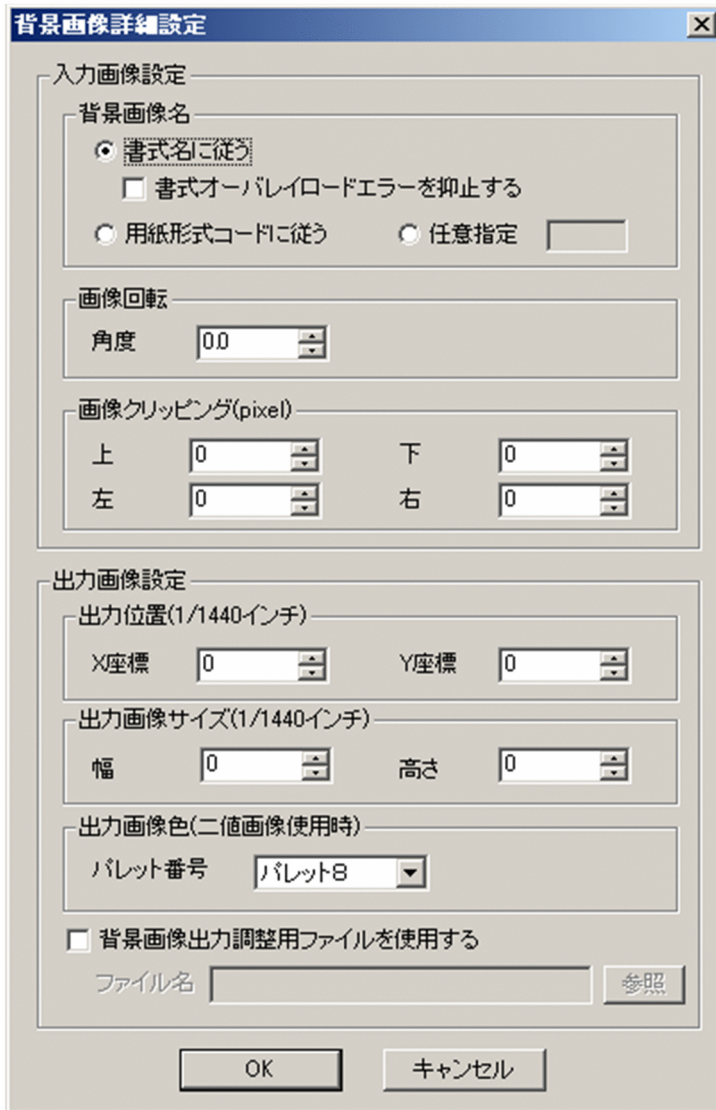 背景画像詳細設定
入力画像設定
背景画像名
書式名に従う
書式オーバレイロードエラーを抑止する
用紙形式コードに従う 任意指定
画像回転
角度 0.0
画像クリッピング(pixel)
上 0 下 0
左 0 右 0
出力画像設定
出力位置(1/1440インチ)
X座標 0 Y座標 0
出力画像サイズ(1/1440インチ)
幅 0 高さ 0
出力画像色(二値画像使用時)
パレット番号 パレット8
背景画像出力調整用ファイルを使用する
ファイル名 参照
OK キャンセル